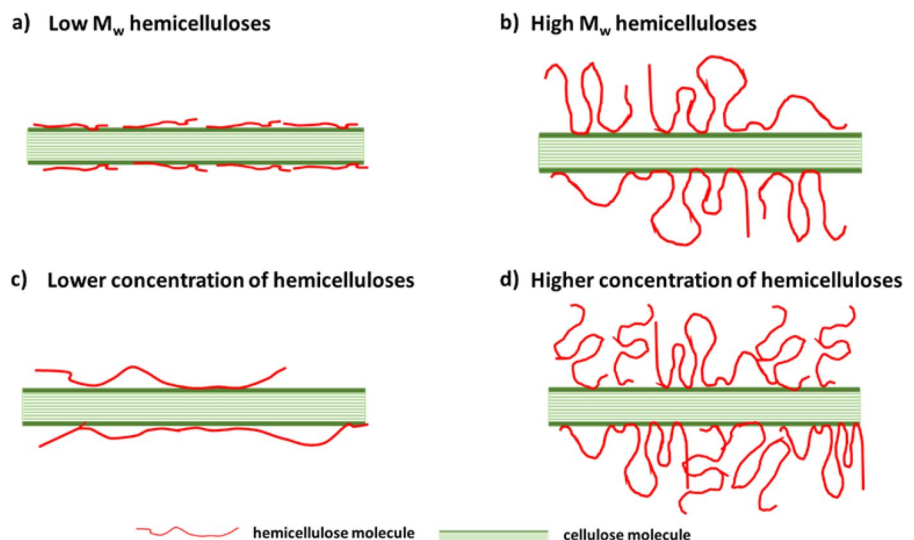 a) Low Mw hemicelluloses
b) High Mw hemicelluloses
c) Lower concentration of hemicelluloses
d) Higher concentration of hemicelluloses
hemicellulose molecule
cellulose molecule